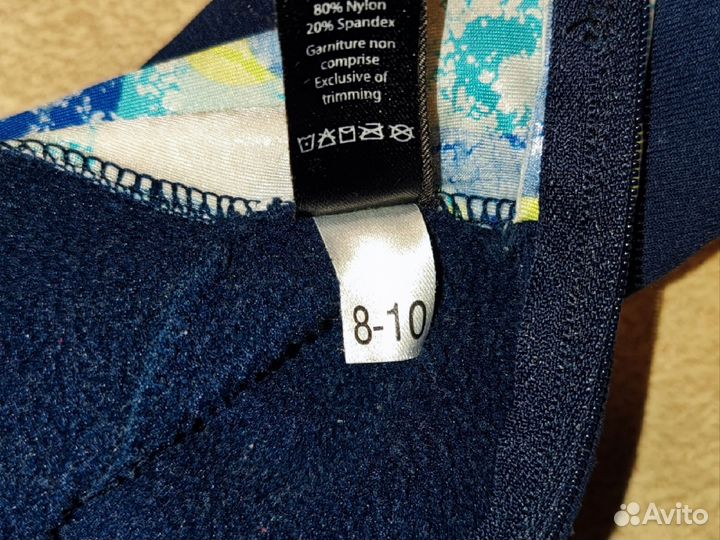 80% Nylon
20% Spandex
Garniture non
comprise
Exclusive of
trimming
8-10
Avito